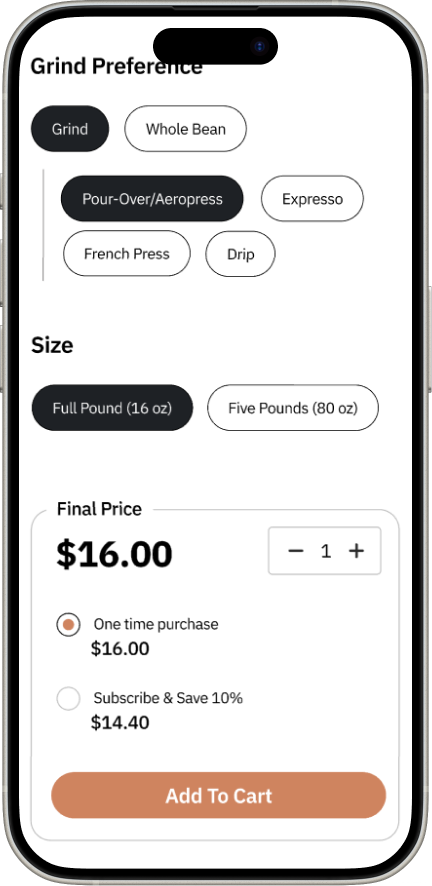 Grind Preference
Grind Whole Bean
Pour-Over/Aeropress Expresso
French Press Drip
Size
Full Pound (16 oz) Five Pounds (80 oz)
Final Price
$16.00 − 1 +
One time purchase
$16.00
Subscribe & Save 10%
$14.40
Add To Cart